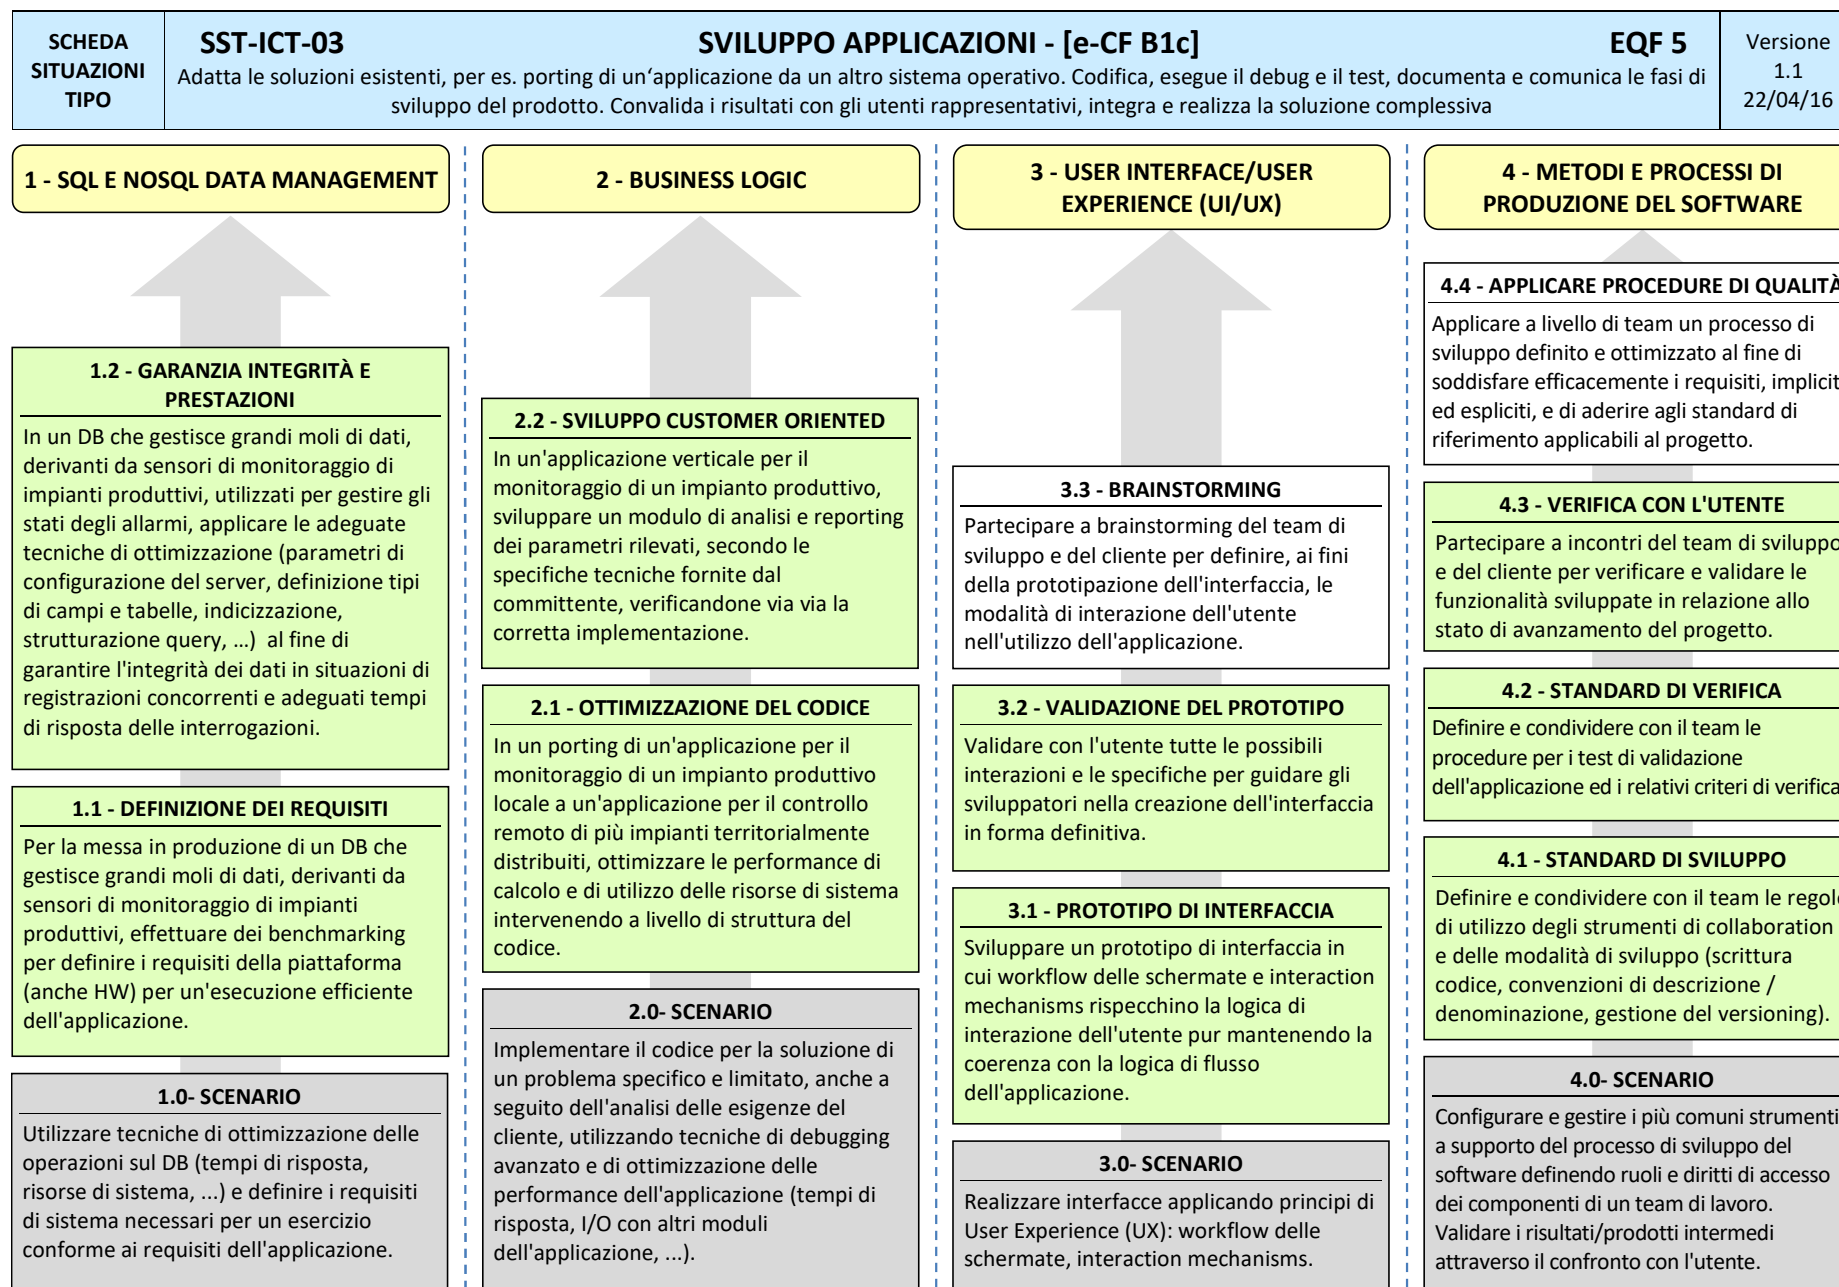 SCHEDA
SITUAZIONI
TIPO
SST-ICT-03
SVILUPPO APPLICAZIONI - [e-CF B1c]
EQF 5
Adatta le soluzioni esistenti, per es. porting di un‘applicazione da un altro sistema operativo. Codifica, esegue il debug e il test, documenta e comunica le fasi di
sviluppo del prodotto. Convalida i risultati con gli utenti rappresentativi, integra e realizza la soluzione complessiva
Versione
1.1
22/04/16
1 - SQL E NOSQL DATA MANAGEMENT
1.2 - GARANZIA INTEGRITÀ E
PRESTAZIONI
In un DB che gestisce grandi moli di dati,
derivanti da sensori di monitoraggio di
impianti produttivi, utilizzati per gestire gli
stati degli allarmi, applicare le adeguate
tecniche di ottimizzazione (parametri di
configurazione del server, definizione tipi
di campi e tabelle, indicizzazione,
strutturazione query, …)  al fine di
garantire l'integrità dei dati in situazioni di
registrazioni concorrenti e adeguati tempi
di risposta delle interrogazioni.
1.1 - DEFINIZIONE DEI REQUISITI
Per la messa in produzione di un DB che
gestisce grandi moli di dati, derivanti da
sensori di monitoraggio di impianti
produttivi, effettuare dei benchmarking
per definire i requisiti della piattaforma
(anche HW) per un'esecuzione efficiente
dell'applicazione.
1.0- SCENARIO
Utilizzare tecniche di ottimizzazione delle
operazioni sul DB (tempi di risposta,
risorse di sistema, ...) e definire i requisiti
di sistema necessari per un esercizio
conforme ai requisiti dell'applicazione.
2 - BUSINESS LOGIC
2.2 - SVILUPPO CUSTOMER ORIENTED
In un'applicazione verticale per il
monitoraggio di un impianto produttivo,
sviluppare un modulo di analisi e reporting
dei parametri rilevati, secondo le
specifiche tecniche fornite dal
committente, verificandone via via la
corretta implementazione.
2.1 - OTTIMIZZAZIONE DEL CODICE
In un porting di un'applicazione per il
monitoraggio di un impianto produttivo
locale a un'applicazione per il controllo
remoto di più impianti territorialmente
distribuiti, ottimizzare le performance di
calcolo e di utilizzo delle risorse di sistema
intervenendo a livello di struttura del
codice.
2.0- SCENARIO
Implementare il codice per la soluzione di
un problema specifico e limitato, anche a
seguito dell'analisi delle esigenze del
cliente, utilizzando tecniche di debugging
avanzato e di ottimizzazione delle
performance dell'applicazione (tempi di
risposta, I/O con altri moduli
dell'applicazione, ...).
3 - USER INTERFACE/USER
EXPERIENCE (UI/UX)
3.3 - BRAINSTORMING
Partecipare a brainstorming del team di
sviluppo e del cliente per definire, ai fini
della prototipazione dell'interfaccia, le
modalità di interazione dell'utente
nell'utilizzo dell'applicazione.
3.2 - VALIDAZIONE DEL PROTOTIPO
Validare con l'utente tutte le possibili
interazioni e le specifiche per guidare gli
sviluppatori nella creazione dell'interfaccia
in forma definitiva.
3.1 - PROTOTIPO DI INTERFACCIA
Sviluppare un prototipo di interfaccia in
cui workflow delle schermate e interaction
mechanisms rispecchino la logica di
interazione dell'utente pur mantenendo la
coerenza con la logica di flusso
dell'applicazione.
3.0- SCENARIO
Realizzare interfacce applicando principi di
User Experience (UX): workflow delle
schermate, interaction mechanisms.
4 - METODI E PROCESSI DI
PRODUZIONE DEL SOFTWARE
4.4 - APPLICARE PROCEDURE DI QUALITÀ
Applicare a livello di team un processo di
sviluppo definito e ottimizzato al fine di
soddisfare efficacemente i requisiti, implicit
ed espliciti, e di aderire agli standard di
riferimento applicabili al progetto.
4.3 - VERIFICA CON L'UTENTE
Partecipare a incontri del team di sviluppo
e del cliente per verificare e validare le
funzionalità sviluppate in relazione allo
stato di avanzamento del progetto.
4.2 - STANDARD DI VERIFICA
Definire e condividere con il team le
procedure per i test di validazione
dell'applicazione ed i relativi criteri di verifica
4.1 - STANDARD DI SVILUPPO
Definire e condividere con il team le regole
di utilizzo degli strumenti di collaboration
e delle modalità di sviluppo (scrittura
codice, convenzioni di descrizione /
denominazione, gestione del versioning).
4.0- SCENARIO
Configurare e gestire i più comuni strumenti
a supporto del processo di sviluppo del
software definendo ruoli e diritti di accesso
dei componenti di un team di lavoro.
Validare i risultati/prodotti intermedi
attraverso il confronto con l'utente.